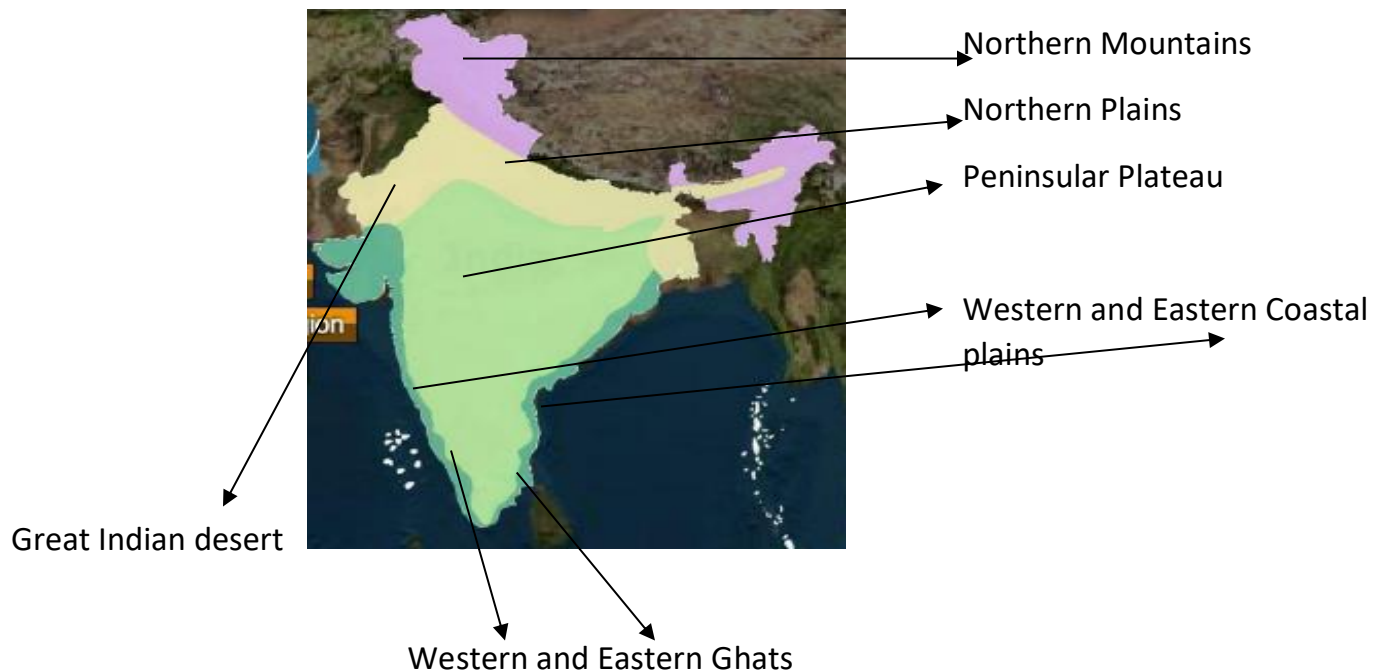 Northern Mountains
Northern Plains
Peninsular Plateau
Western and Eastern Coastal
plains
Great Indian desert
Western and Eastern Ghats